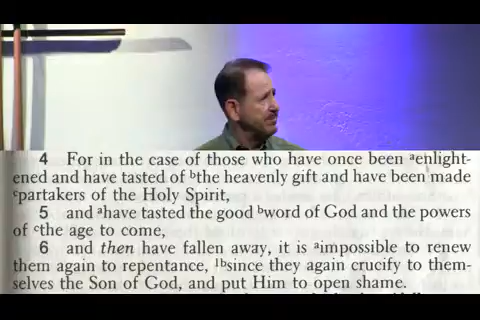 4 For in the case of those who have once been aenlight-
ened and have tasted of bthe heavenly gift and have been made
cpartakers of the Holy Spirit,
5 and ahave tasted the good bword of God and the powers
of cthe age to come,
6 and then have fallen away, it is aimpossible to renew
them again to repentance, 1bsince they again crucify to them-
selves the Son of God, and put Him to open shame.